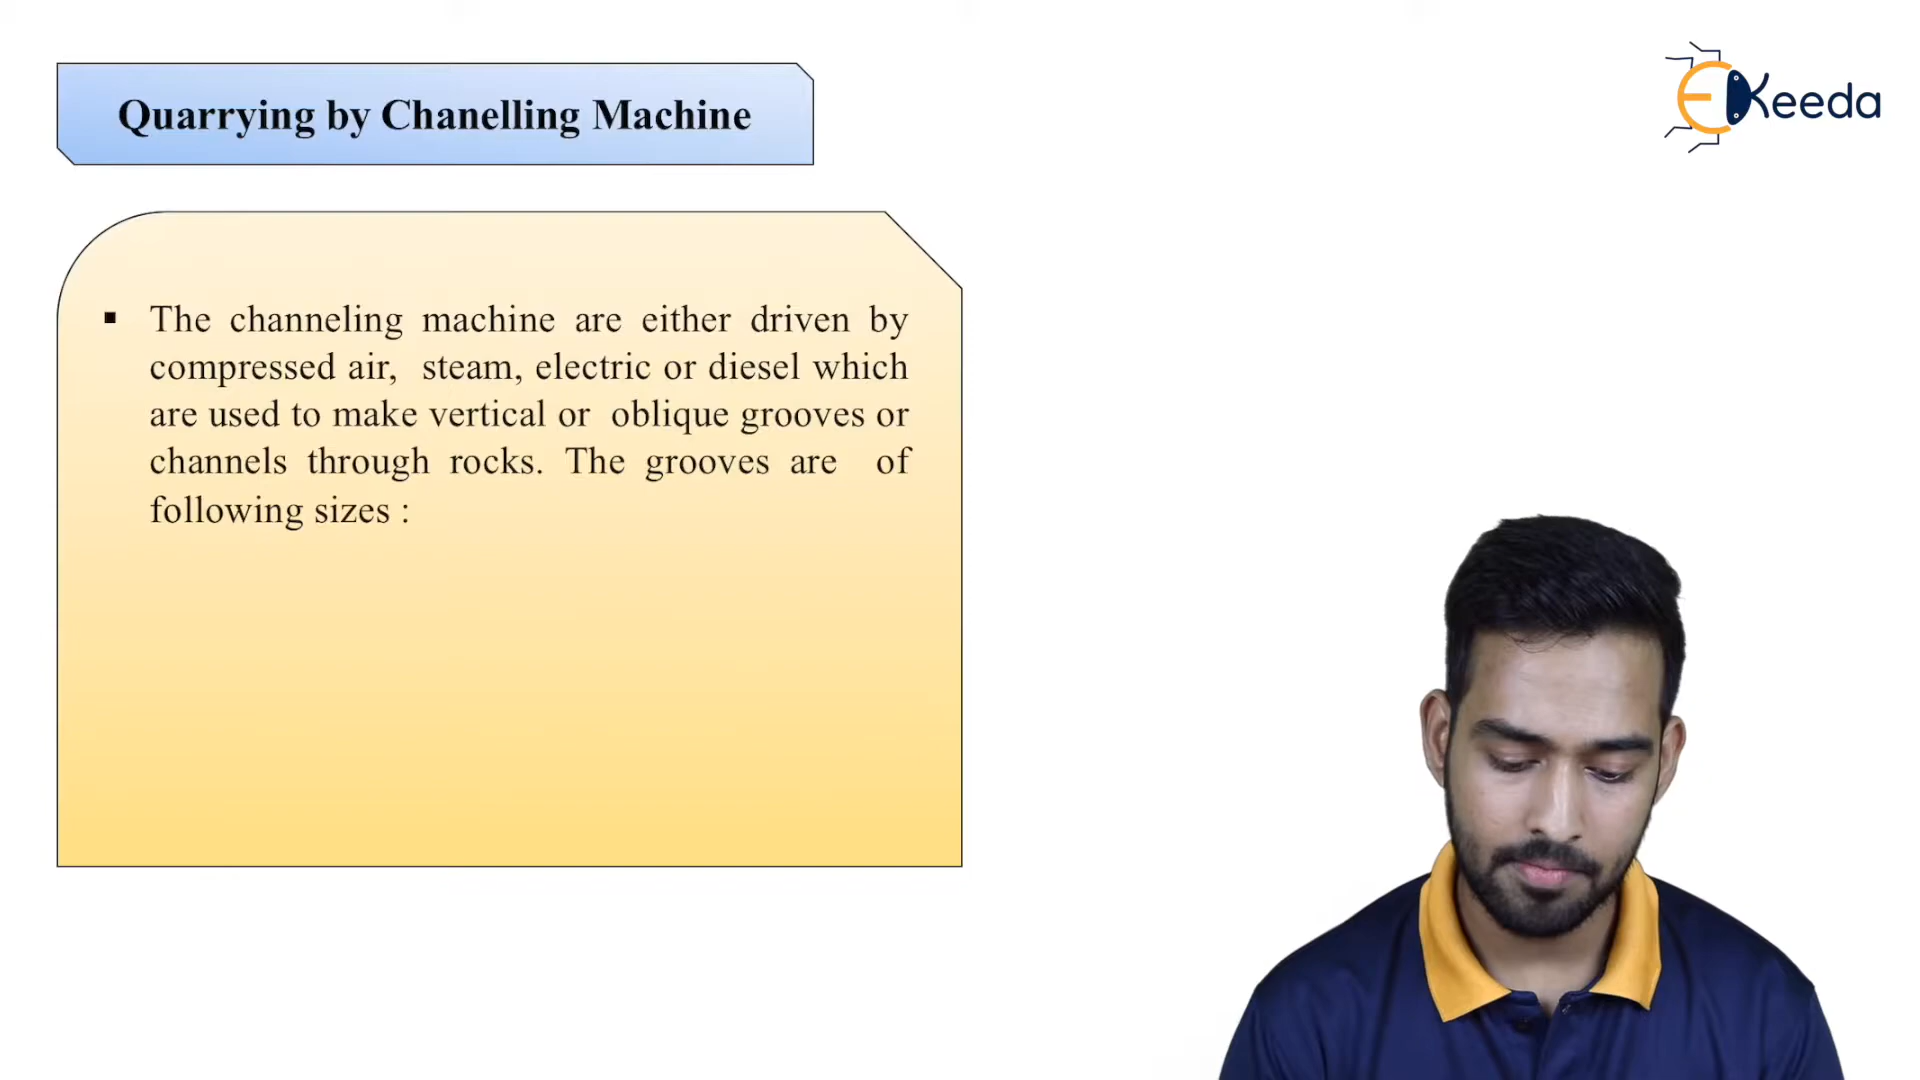 Quarrying by Chanelling Machine
EKeeda
▪ The channeling machine are either driven by
compressed air, steam, electric or diesel which
are used to make vertical or oblique grooves or
channels through rocks. The grooves are of
following sizes :